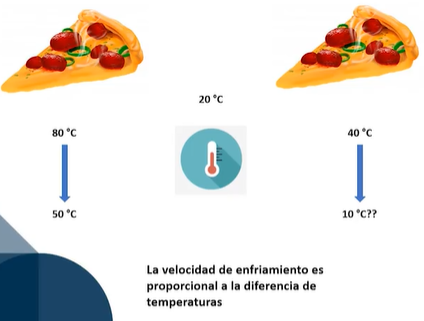 20 °C
80 °C
40 °C
50 °C
10 °C??
La velocidad de enfriamiento es
proporcional a la diferencia de
temperaturas